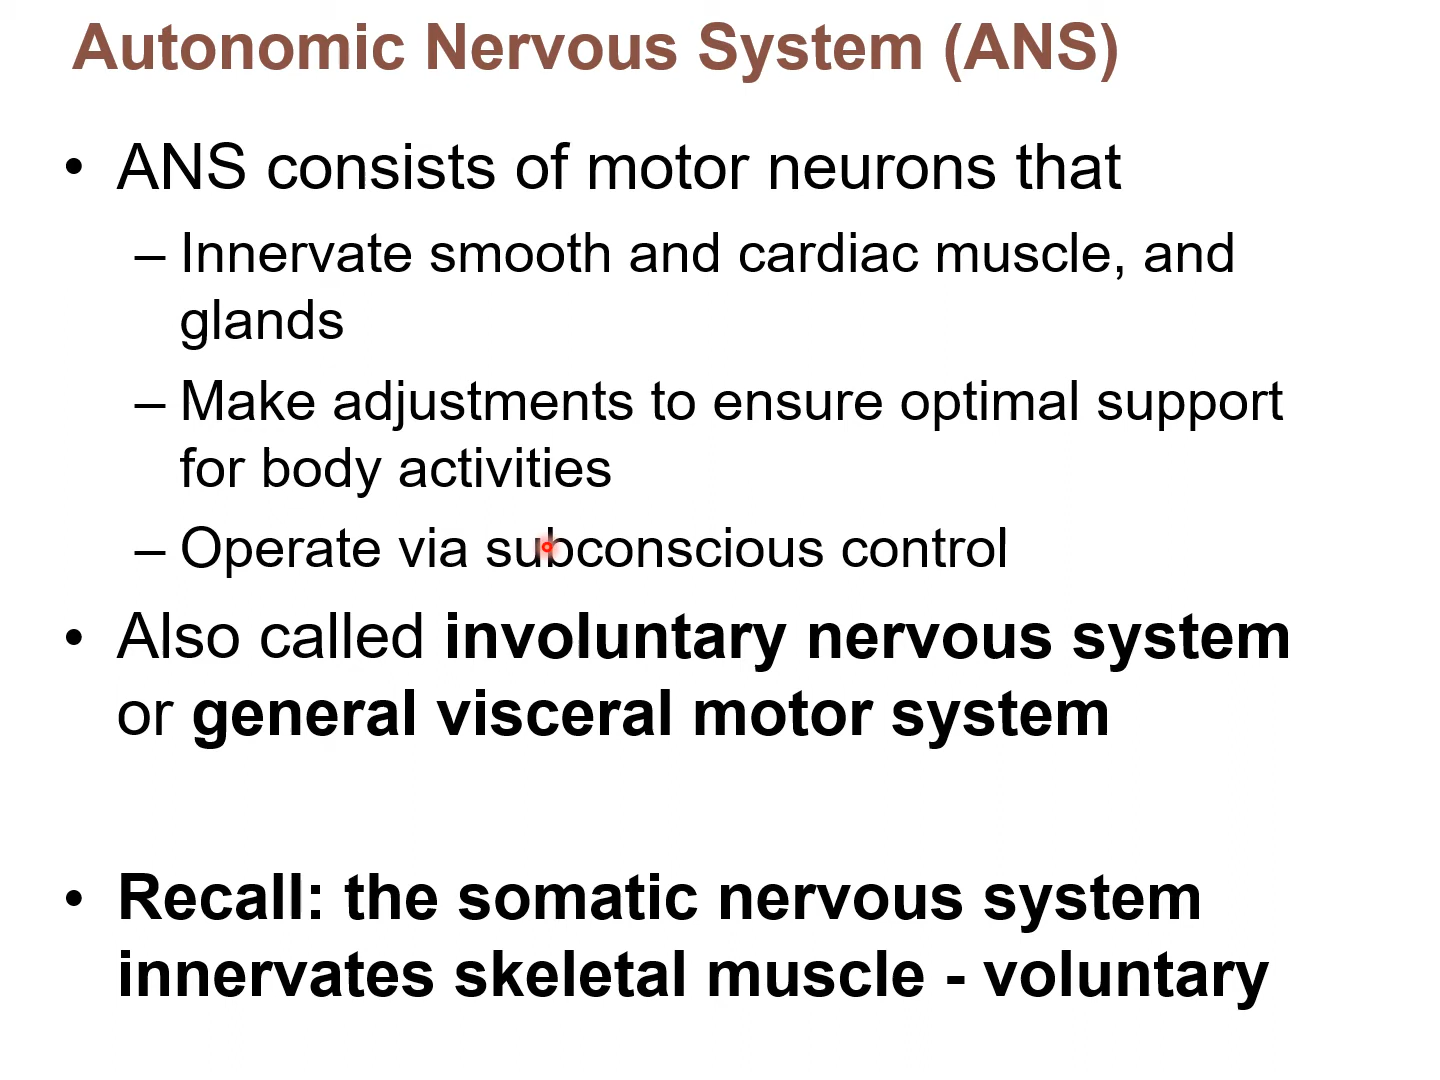 Autonomic Nervous System (ANS)
• ANS consists of motor neurons that
– Innervate smooth and cardiac muscle, and
glands
– Make adjustments to ensure optimal support
for body activities
– Operate via subconscious control
• Also called involuntary nervous system
or general visceral motor system
• Recall: the somatic nervous system
innervates skeletal muscle - voluntary